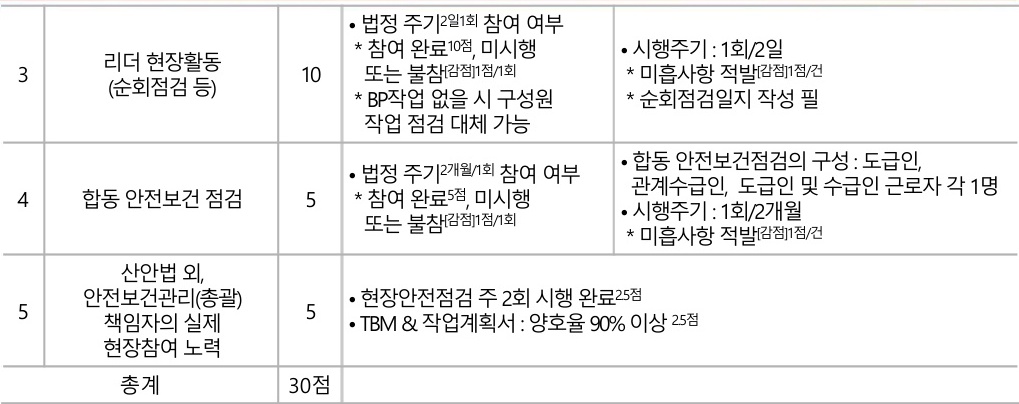 3
리더 현장활동
(순회점검 등)
10
• 법정 주기2일1회 참여 여부
* 참여 완료10점, 미시행
또는 불참[감점]1점/1회
* BP작업 없을 시 구성원
작업 점검 대체 가능
• 시행주기 : 1회/2일
* 미흡사항 적발[감점]1점/건
* 순회점검일지 작성 필
4
합동 안전보건 점검
5
• 법정 주기2개월/1회 참여 여부
* 참여 완료5점, 미시행
또는 불참[감점]1점/1회
• 합동 안전보건점검의 구성 : 도급인,
관계수급인, 도급인 및 수급인 근로자 각 1명
• 시행주기 : 1회/2개월
* 미흡사항 적발[감점]1점/건
5
산안법 외,
안전보건관리(총괄)
책임자의 실제
현장참여 노력
5
• 현장안전점검 주 2회 시행 완료2.5점
• TBM & 작업계획서 : 양호율 90% 이상 2.5점
총계
30점